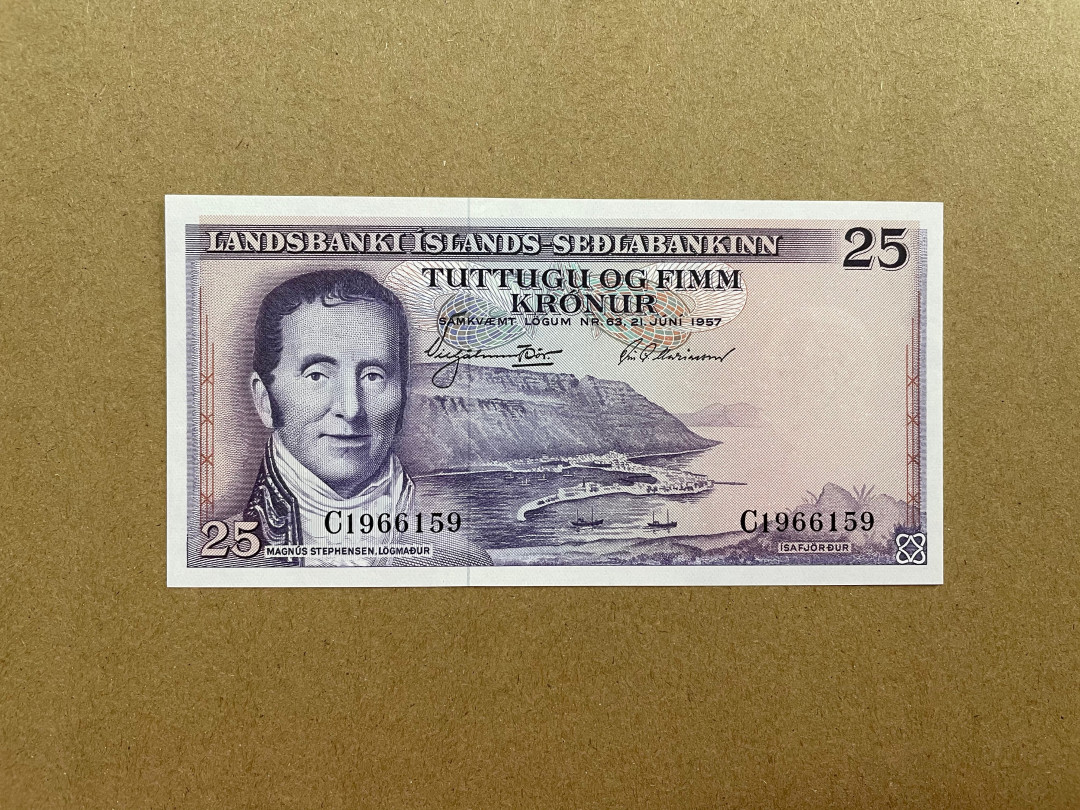 LANDSBANKI ÍSLANDS-SEÐLABANKINN
25
TUTTUGU OG FIMM
KRÓNUR
SAMKVÆMT LÖGUM NR. 63, 21. JÚNÍ 1957
C1966159
C1966159
25
MAGNÚS STEPHENSEN, LÖGMAÐUR
ÍSAFJÖRÐUR